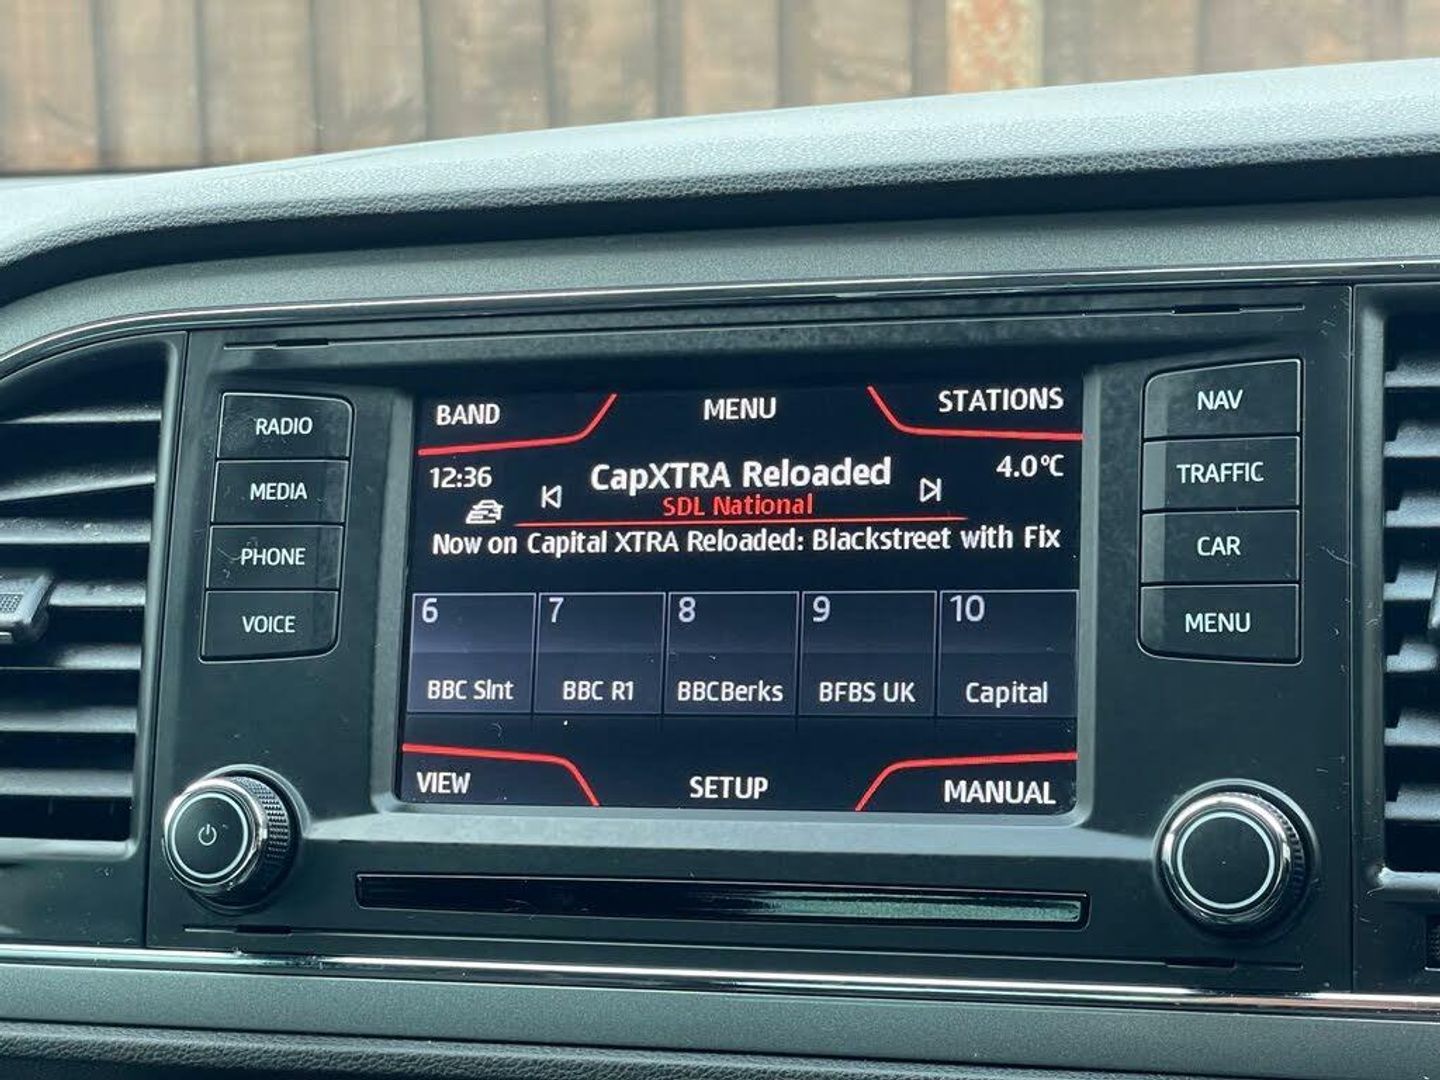 BAND MENU STATIONS
RADIO
NAV
12:36 CapXTRA Reloaded 4.0°C
SDL National
MEDIA
TRAFFIC
Now on Capital XTRA Reloaded: Blackstreet with Fix
PHONE
CAR
6 7 8 9 10
VOICE
MENU
BBC Slnt BBC R1 BBCBerks BFBS UK Capital
VIEW SETUP MANUAL